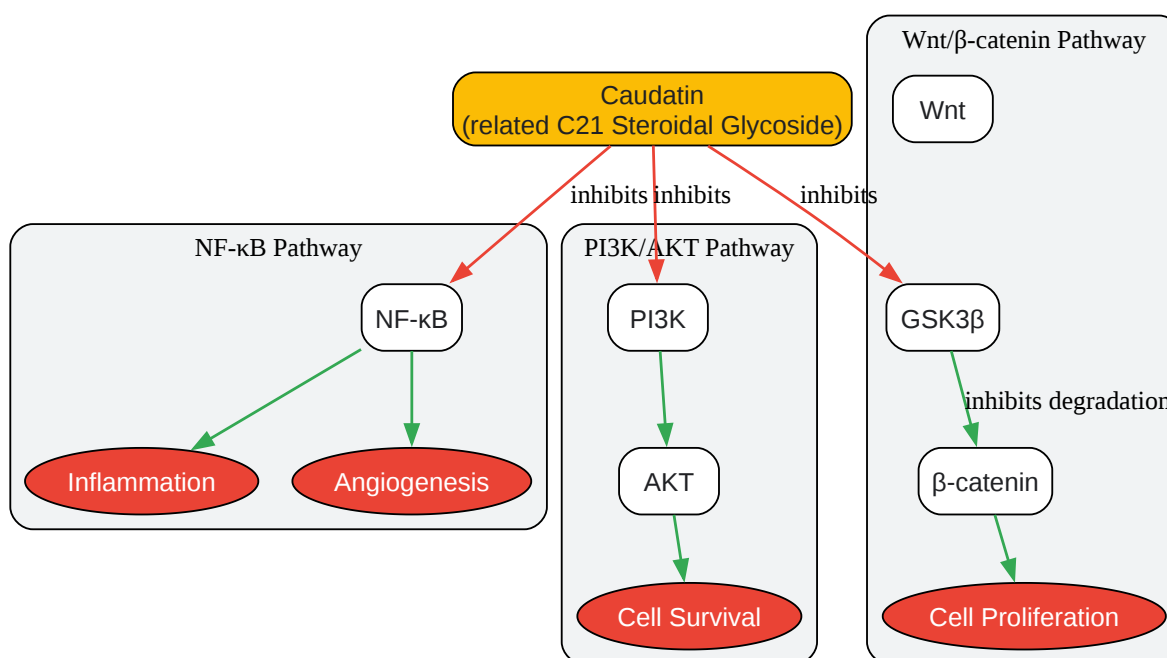 Wnt/β-catenin Pathway
Caudatin
(related C21 Steroidal Glycoside)
Wnt
inhibits
inhibits
inhibits
NF-κB Pathway
PI3K/AKT Pathway
NF-κB
PI3K
GSK3β
inhibits degradation
Inflammation
Angiogenesis
AKT
β-catenin
Cell Survival
Cell Proliferation